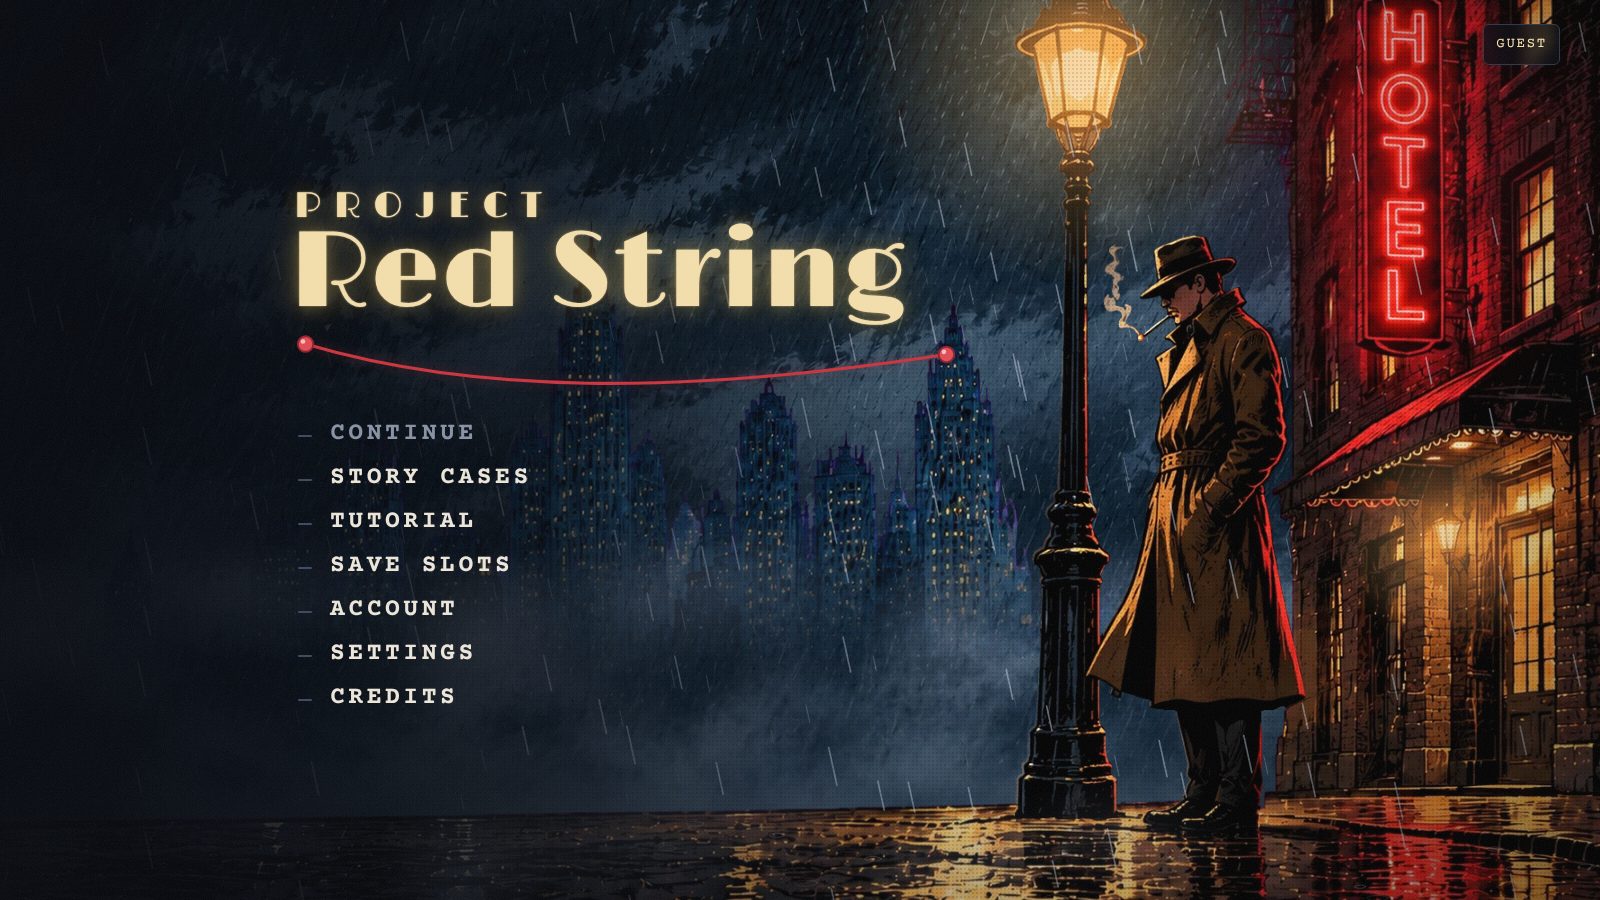 GUEST
PROJECT
Red String
CONTINUE
STORY CASES
TUTORIAL
SAVE SLOTS
ACCOUNT
SETTINGS
CREDITS
HOTEL